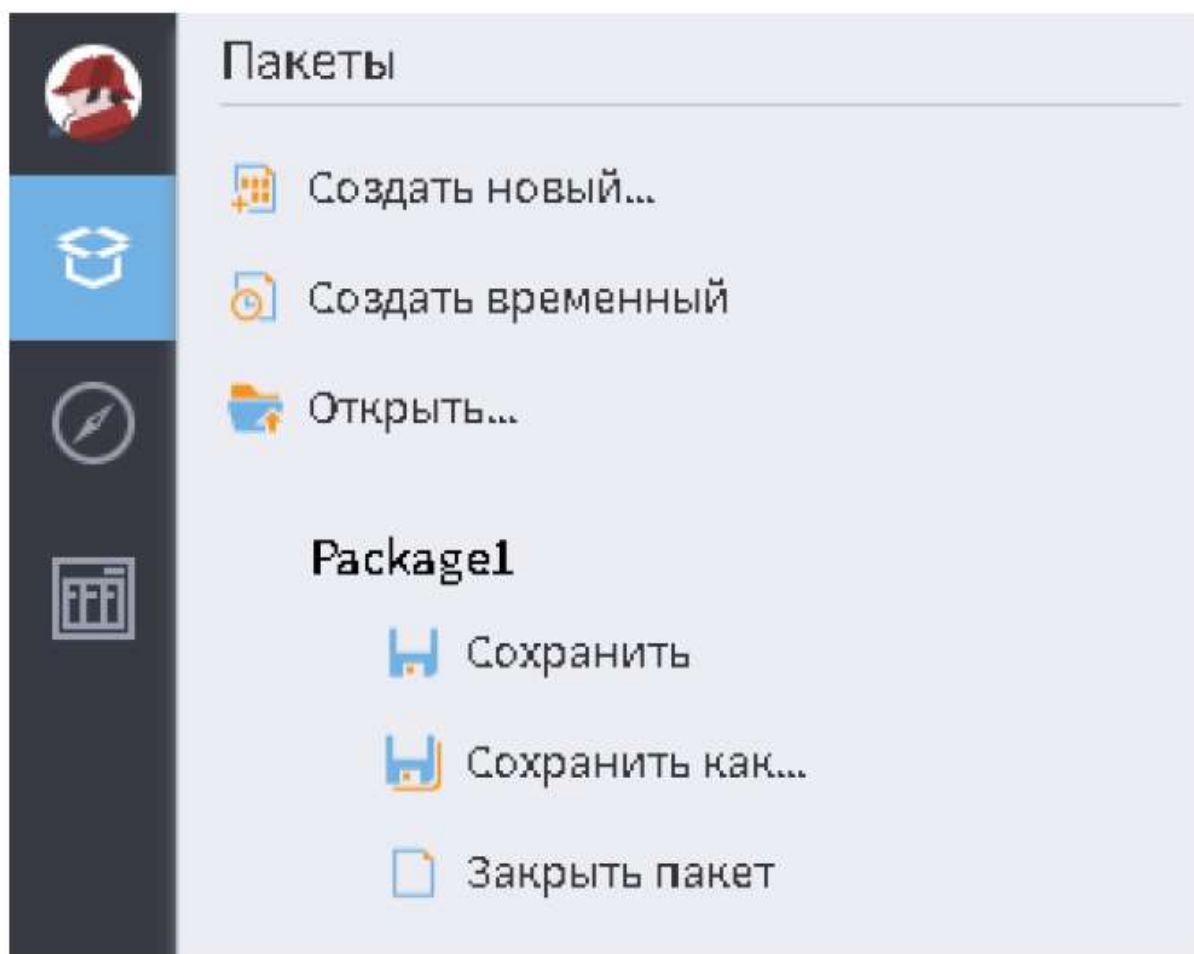 Пакеты
Создать новый...
Создать временный
Открыть...
Package1
Сохранить
Сохранить как...
Закрыть пакет